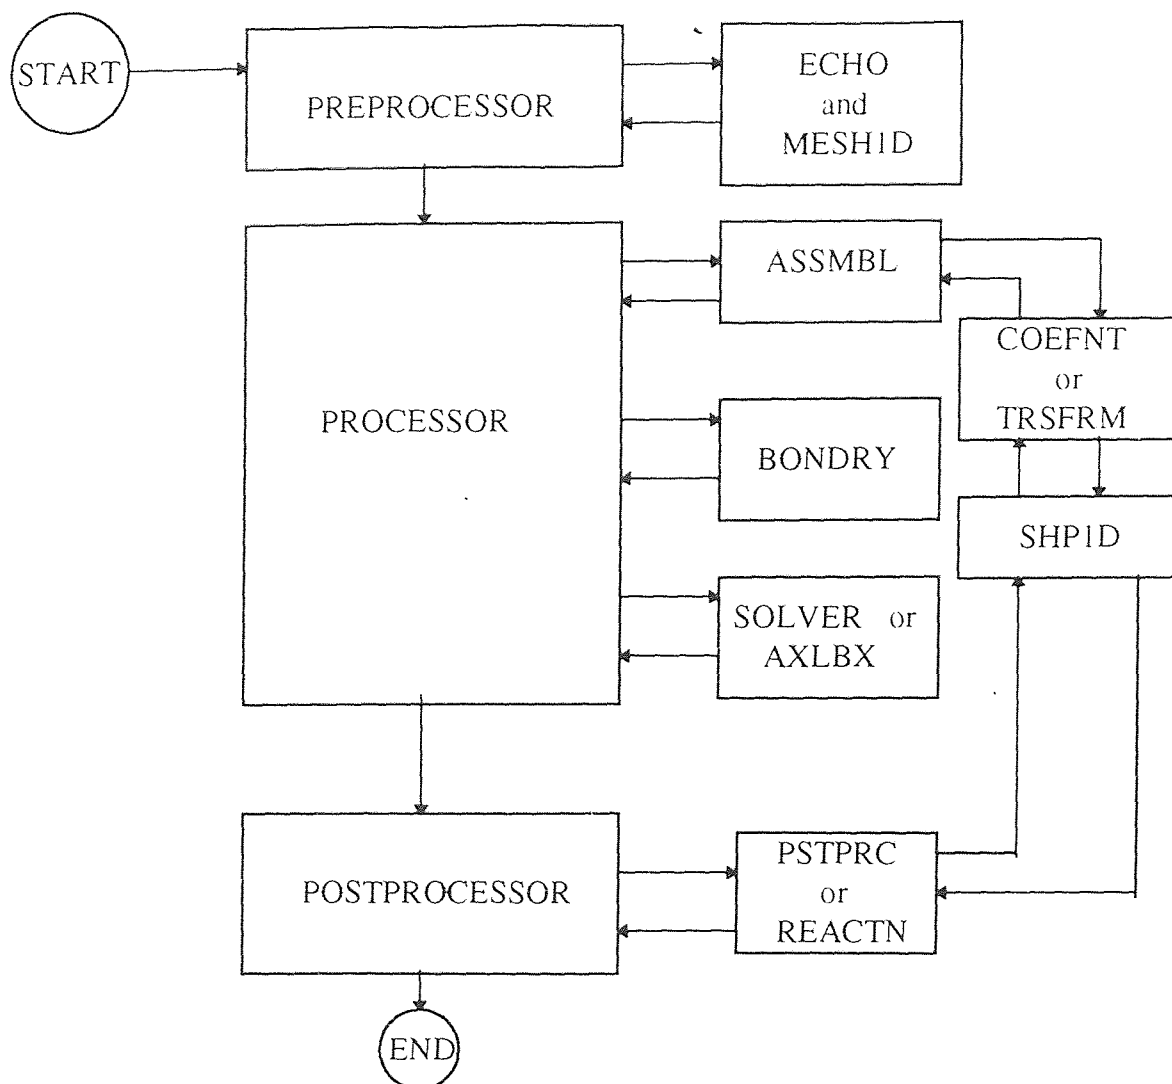 START
PREPROCESSOR
ECHO
and
MESH1D
PROCESSOR
ASSMBL
COEFNT
or
TRSFRM
BONDRY
SHP1D
SOLVER or
AXLBX
POSTPROCESSOR
PSTPRC
or
REACTN
END